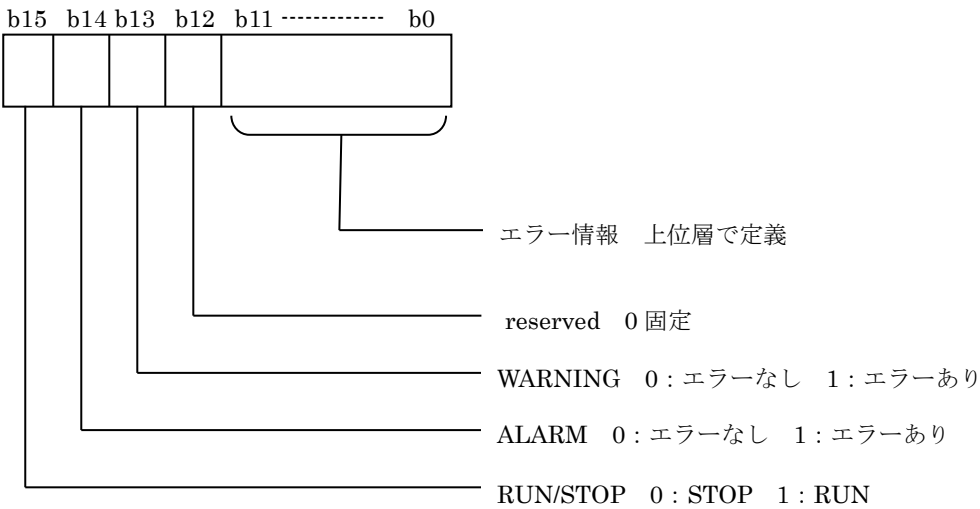 b15 b14 b13 b12 b11 -------------- b0
エラー情報 上位層で定義
reserved 0 固定
WARNING 0：エラーなし 1：エラーあり
ALARM 0：エラーなし 1：エラーあり
RUN/STOP 0：STOP 1：RUN